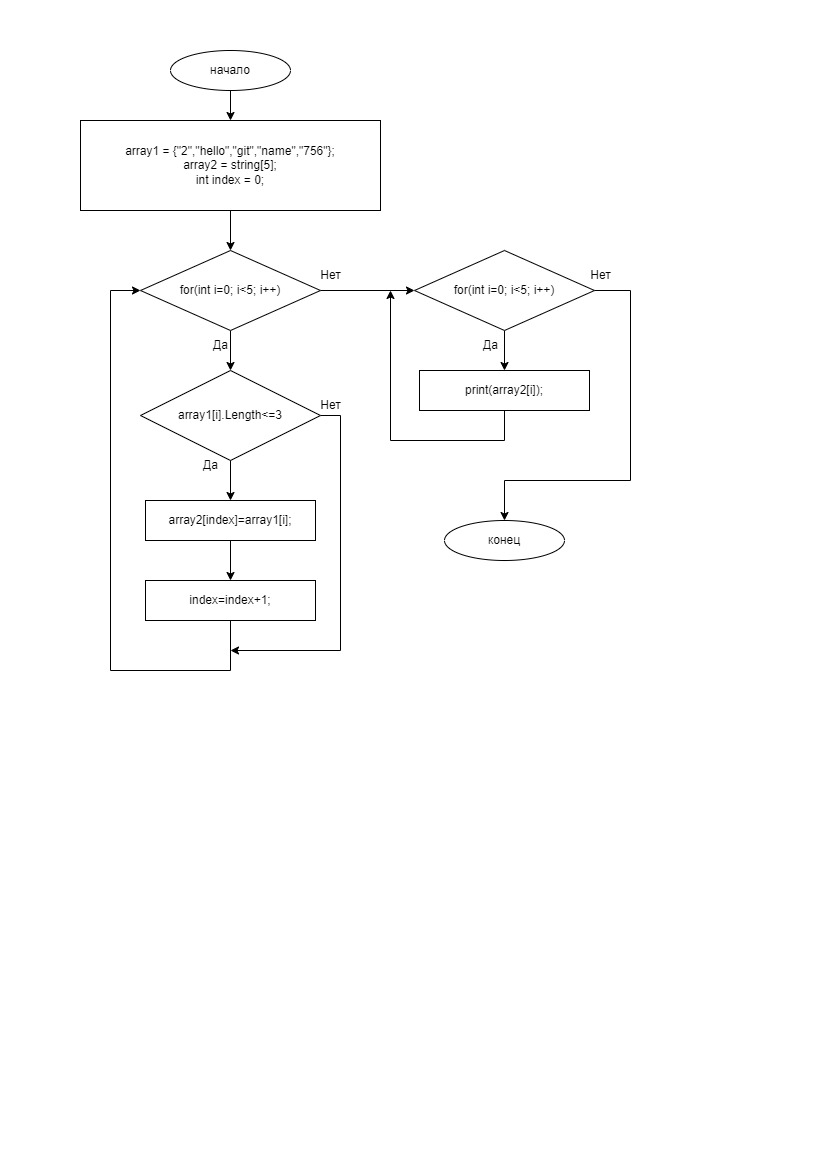 начало
array1 = {"2","hello","git","name","756"};
array2 = string[5];
int index = 0;
for(int i=0; i<5; i++)
Нет
Да
array1[i].Length<=3
Нет
Да
array2[index]=array1[i];
index=index+1;
for(int i=0; i<5; i++)
Нет
Да
print(array2[i]);
конец